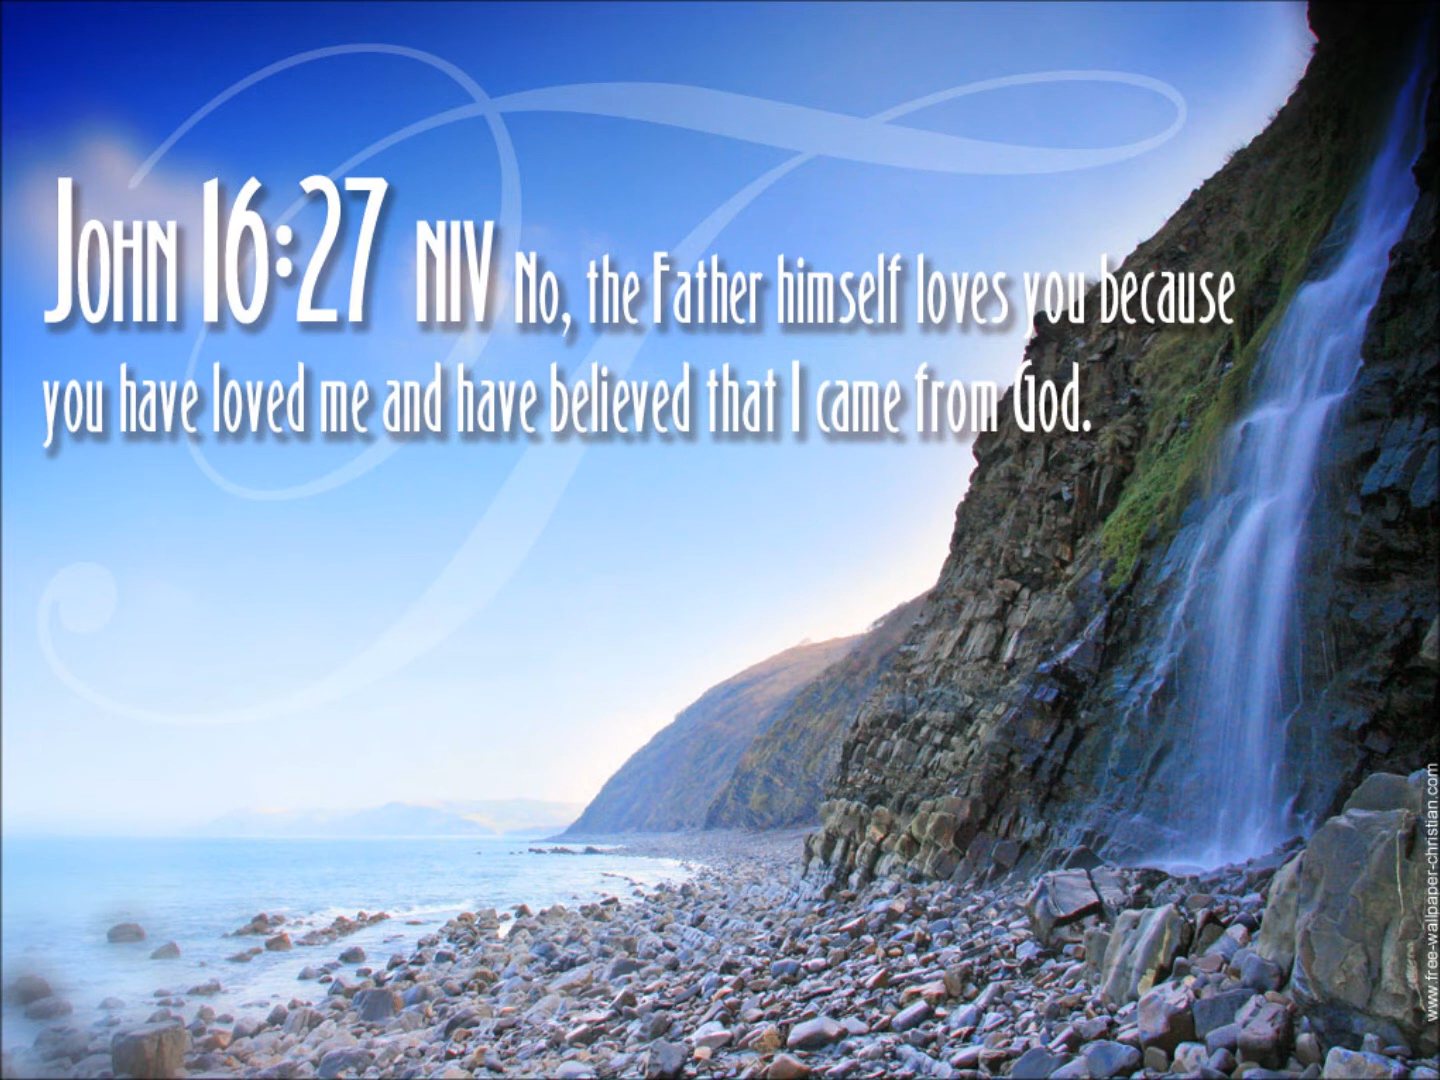 John 16:27 NIV No, the Father himself loves you because
you have loved me and have believed that I came from God.
www.free-wallpaper-christian.com